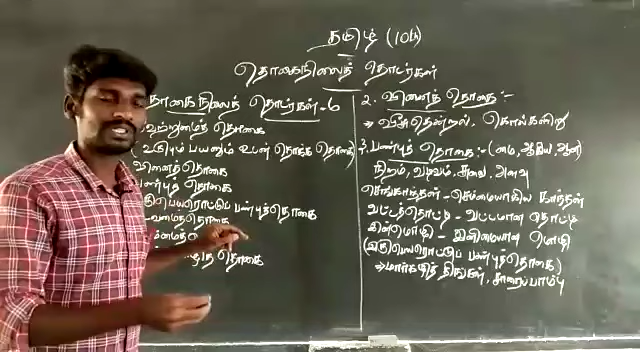 தமிழ் (10th)
தொகைநிலைத் தொடர்கள்
தொகைநிலைத் தொடர்கள் - 6
வேற்றுமைத் தொகை
(உருபும் பயனும் உடன் தொக்க தொகை)
வினைத்தொகை
பண்புத் தொகை
இருபெயரொட்டுப் பண்புத்தொகை
உவமைத்தொகை
தொகை
2. வினைத் தொகை :-
→ வீசுதென்றல், கொல்களிறு
3. பண்புத் தொகை :- (மை, ஆகிய, ஆன)
நிறம், வடிவம், சுவை, அளவு
செங்காந்தள் - செம்மையாகிய காந்தள்
வட்டத்தொட்டி - வட்டமான தொட்டி
இன்மொழி - இனிமையான மொழி
(இருபெயரொட்டுப் பண்புத்தொகை)
→ மார்கழித் திங்கள், சாரைப்பாம்பு